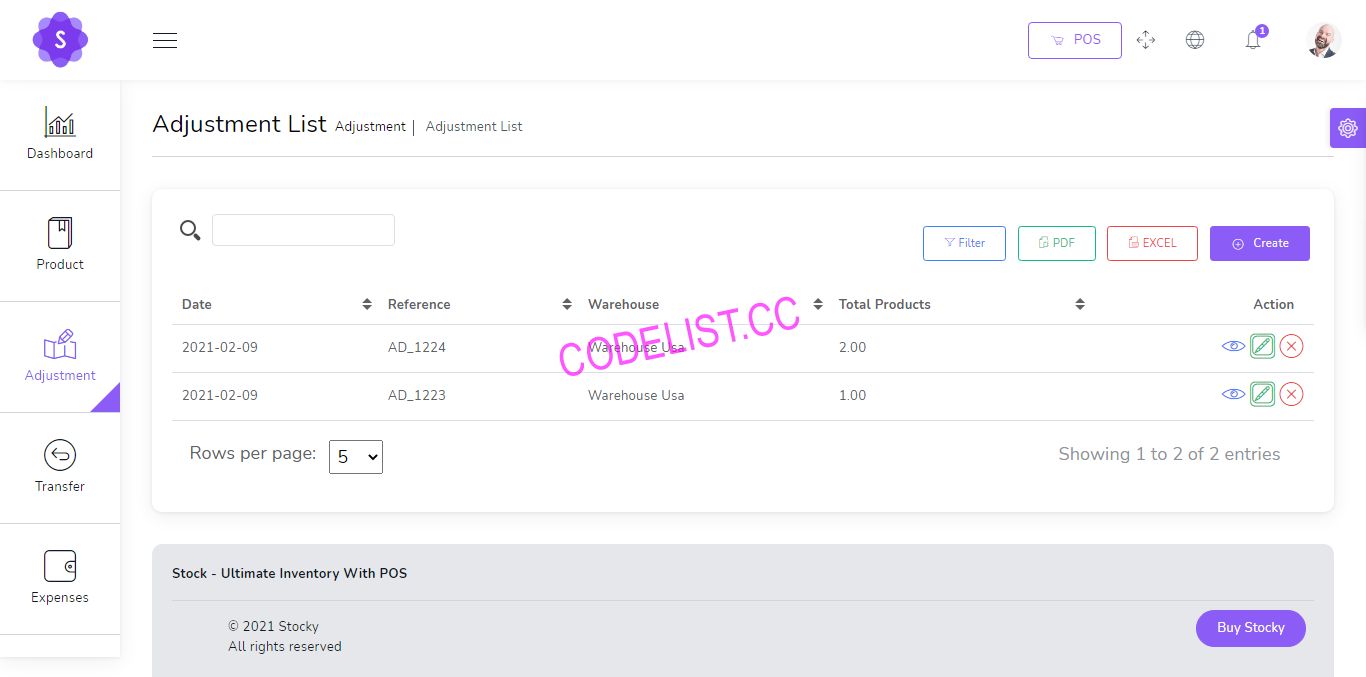 S
POS
1
Dashboard
Product
Adjustment
Transfer
Expenses
Adjustment List Adjustment | Adjustment List
Filter PDF EXCEL Create
Date Reference Warehouse Total Products Action
2021-02-09 AD_1224 Warehouse Usa 2.00
2021-02-09 AD_1223 Warehouse Usa 1.00
CODELIST.CC
Rows per page: 5 Showing 1 to 2 of 2 entries
Stock - Ultimate Inventory With POS
© 2021 Stocky
All rights reserved
Buy Stocky